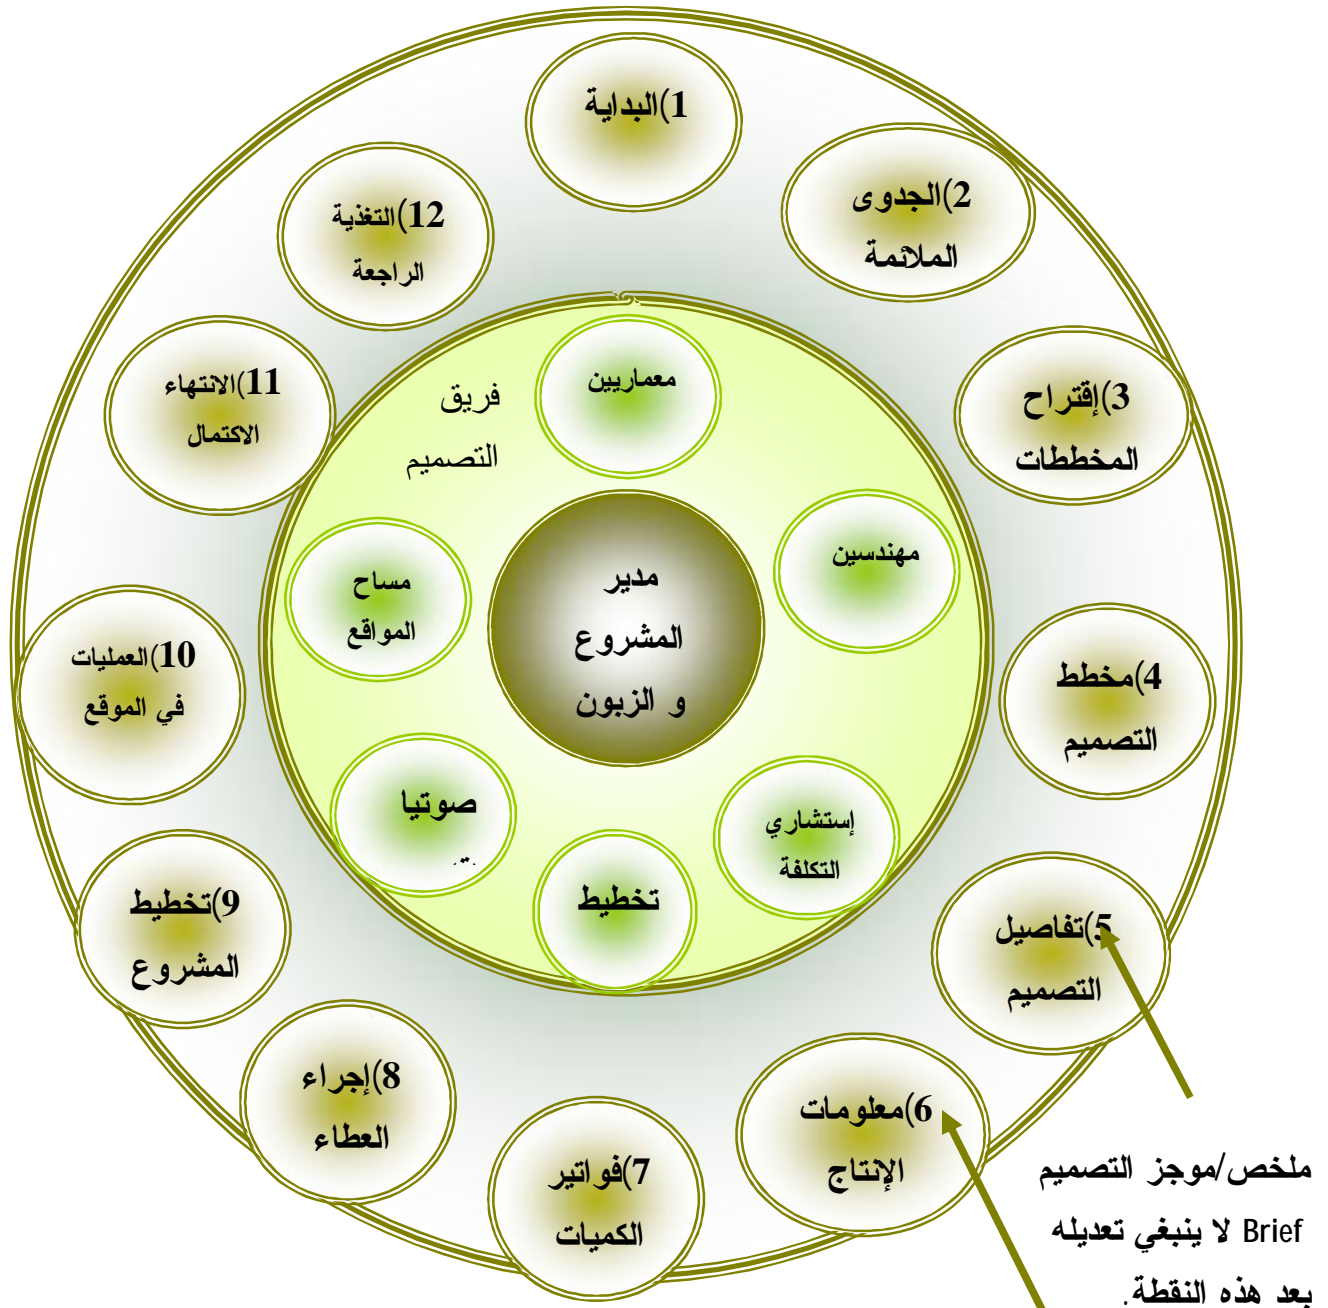 1)البداية
2)الجدوى
الملائمة
3)إقتراح
المخططات
4)مخطط
التصميم
5)تفاصيل
التصميم
6)معلومات
الإنتاج
7)فواتير
الكميات
8)إجراء
العطاء
9)تخطيط
المشروع
10)العمليات
في الموقع
11)الانتهاء
الاكتمال
12)التغذية
الراجعة
فريق
التصميم
معماريين
مهندسين
إستشاري
التكلفة
تخطيط
صوتيا
مساح
المواقع
مدير
المشروع
و الزبون
ملخص/موجز التصميم
Brief لا ينبغي تعديله
بعد هذه النقطة.